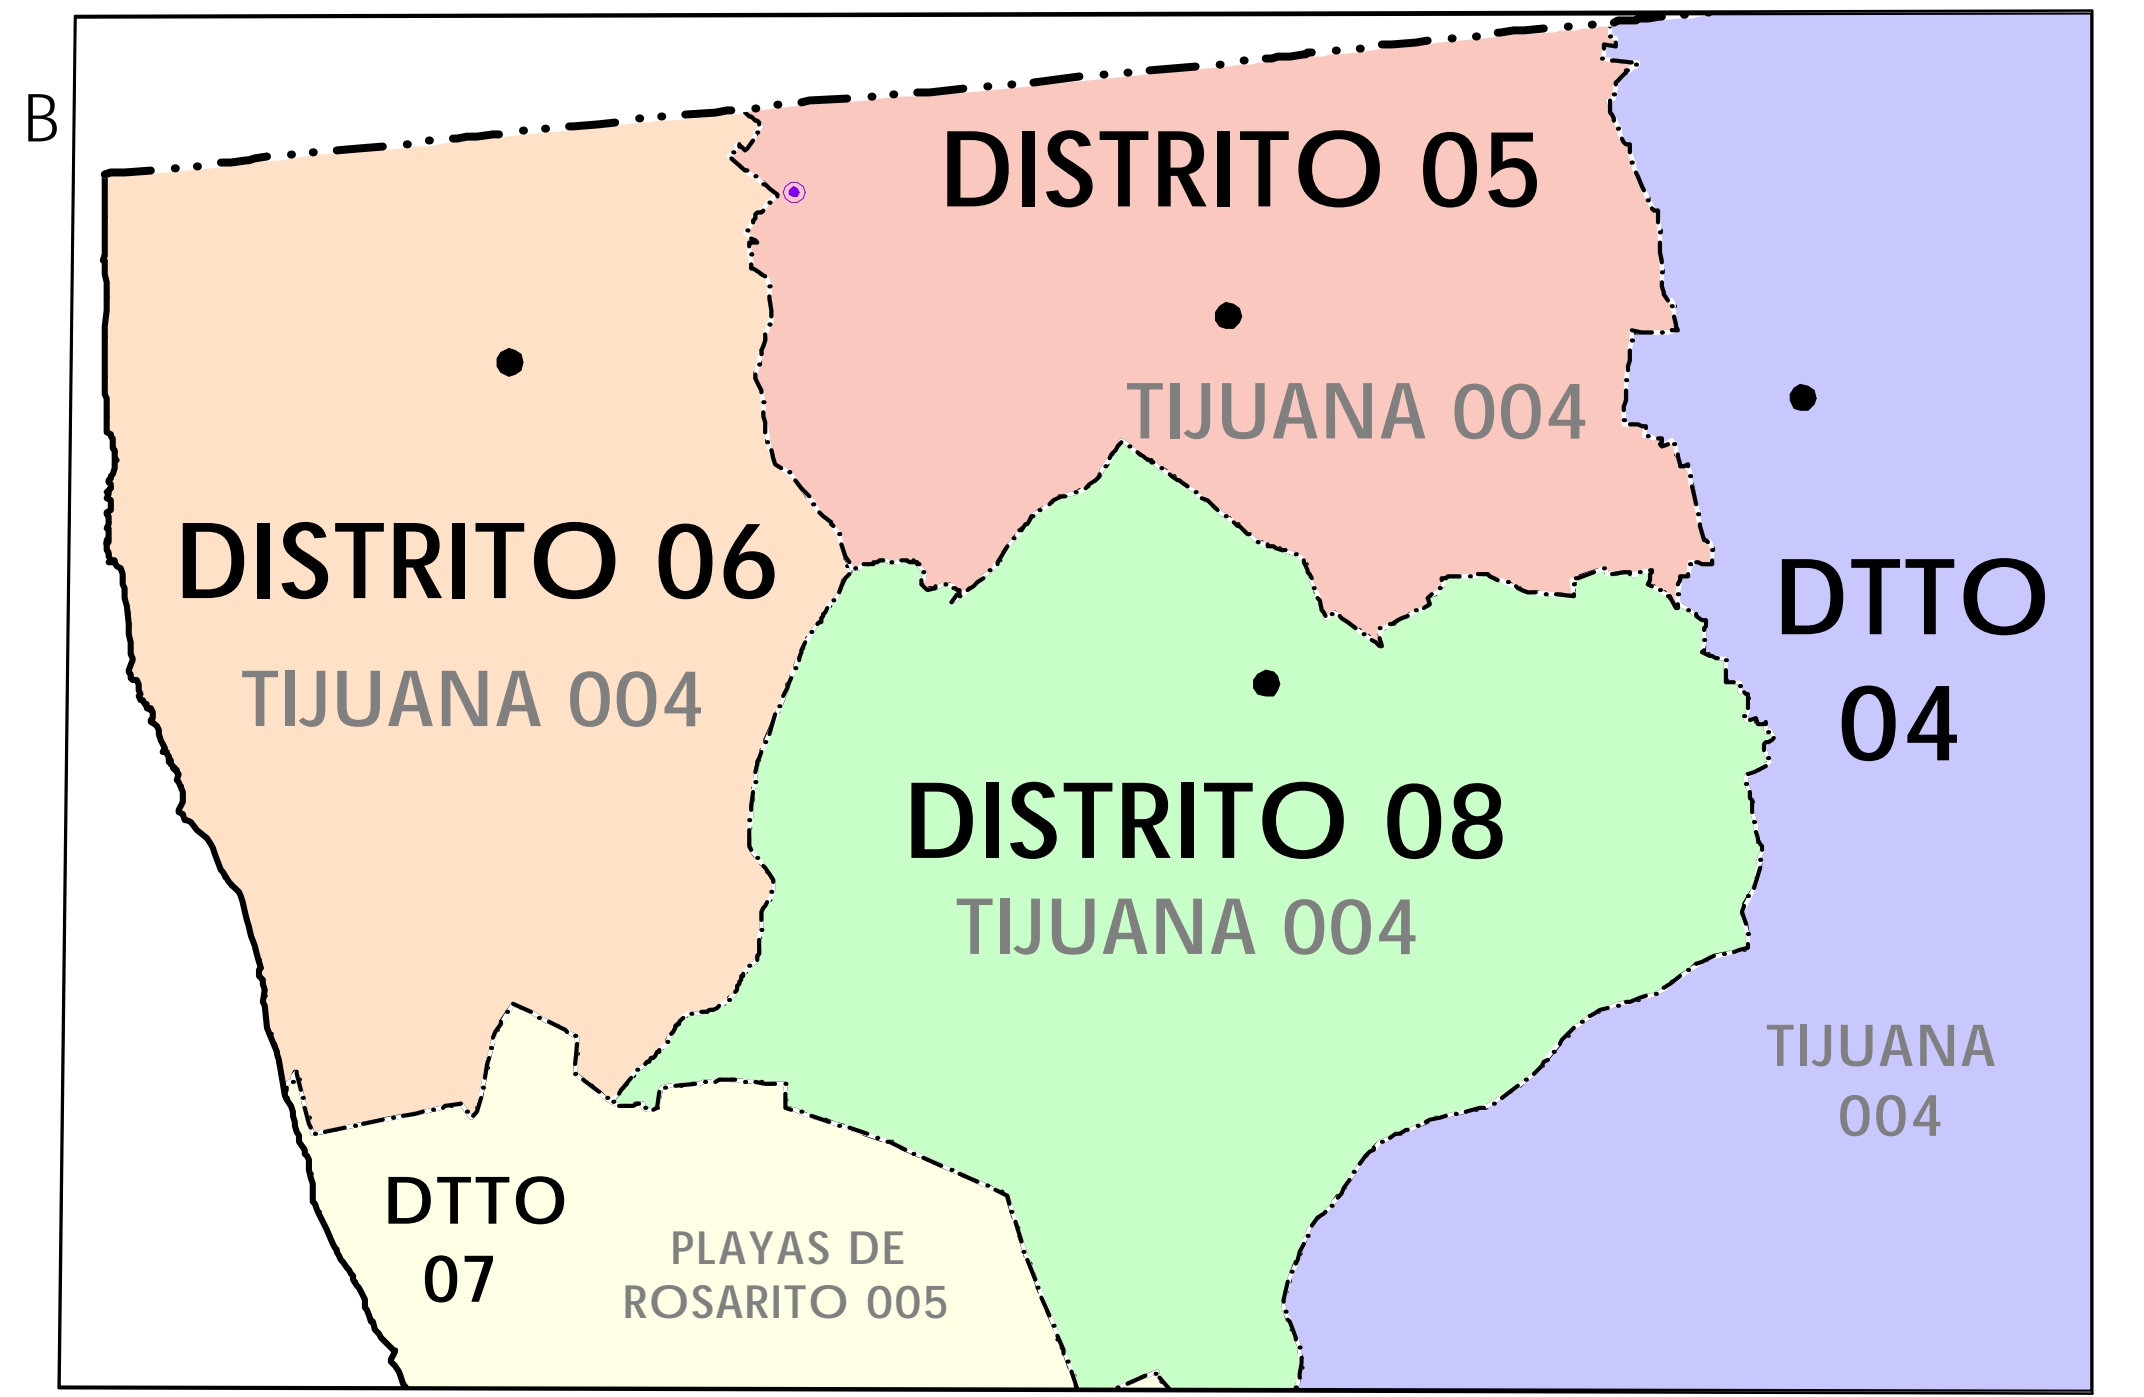 B
DISTRITO 05
TIJUANA 004
DISTRITO 06
TIJUANA 004
DTTO
04
DISTRITO 08
TIJUANA 004
TIJUANA
004
DTTO
07
PLAYAS DE
ROSARITO 005